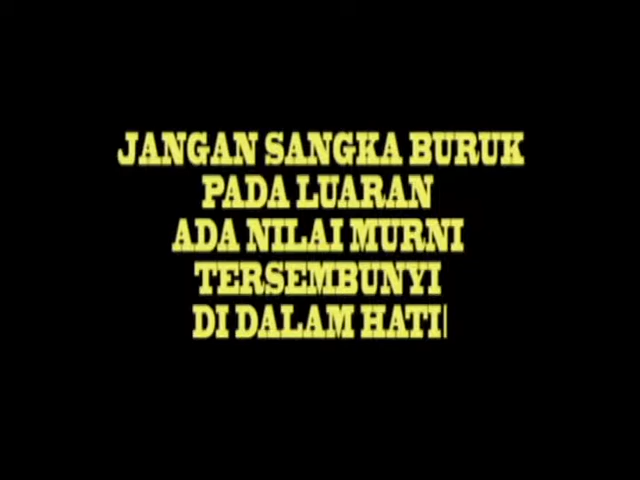 JANGAN SANGKA BURUK
PADA LUARAN
ADA NILAI MURNI
TERSEMBUNYI
DI DALAM HATI